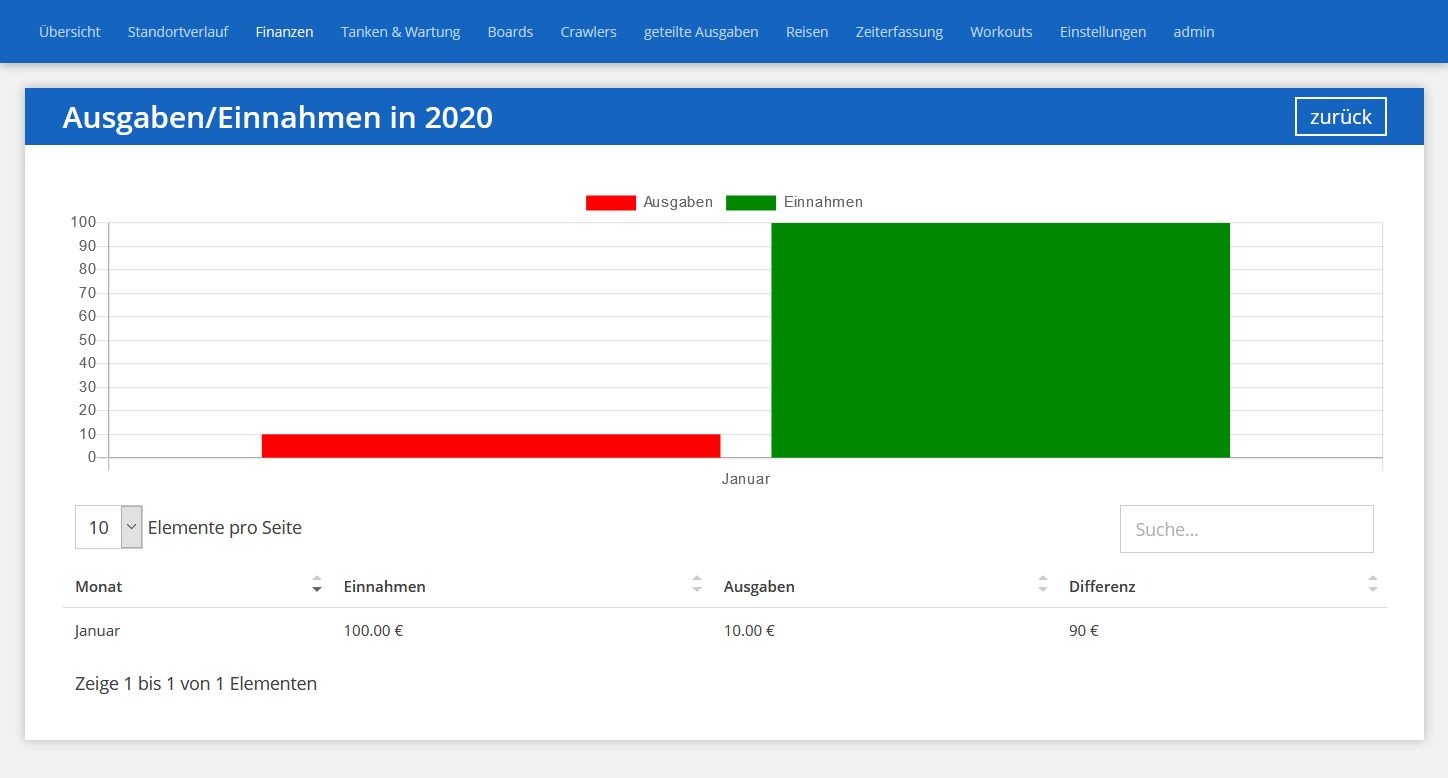 Übersicht Standortverlauf Finanzen Tanken & Wartung Boards Crawlers geteilte Ausgaben Reisen Zeiterfassung Workouts Einstellungen admin
Ausgaben/Einnahmen in 2020 zurück
Ausgaben Einnahmen
100
90
80
70
60
50
40
30
20
10
0
Januar
10 Elemente pro Seite Suche...
Monat Einnahmen Ausgaben Differenz
Januar 100.00 € 10.00 € 90 €
Zeige 1 bis 1 von 1 Elementen